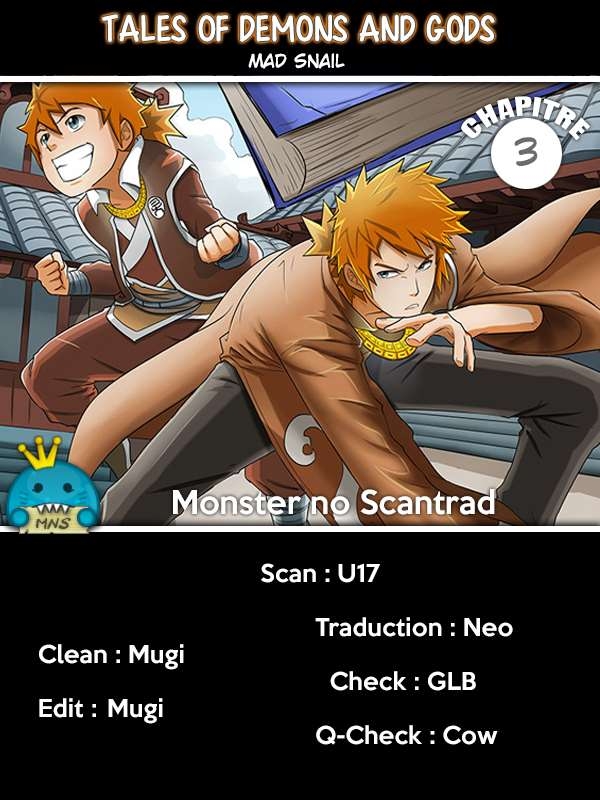 TALES OF DEMONS AND GODS
MAD SNAIL
CHAPITRE
3
MNS
Monster no Scantrad
Scan : U17
Traduction : Neo
Clean : Mugi
Check : GLB
Edit : Mugi
Q-Check : Cow